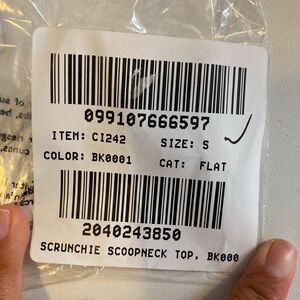 099107666597
ITEM: CI242 SIZE: S
COLOR: BK0001 CAT: FLAT
2040243850
SCRUNCHIE SCOOPNECK TOP, BK000